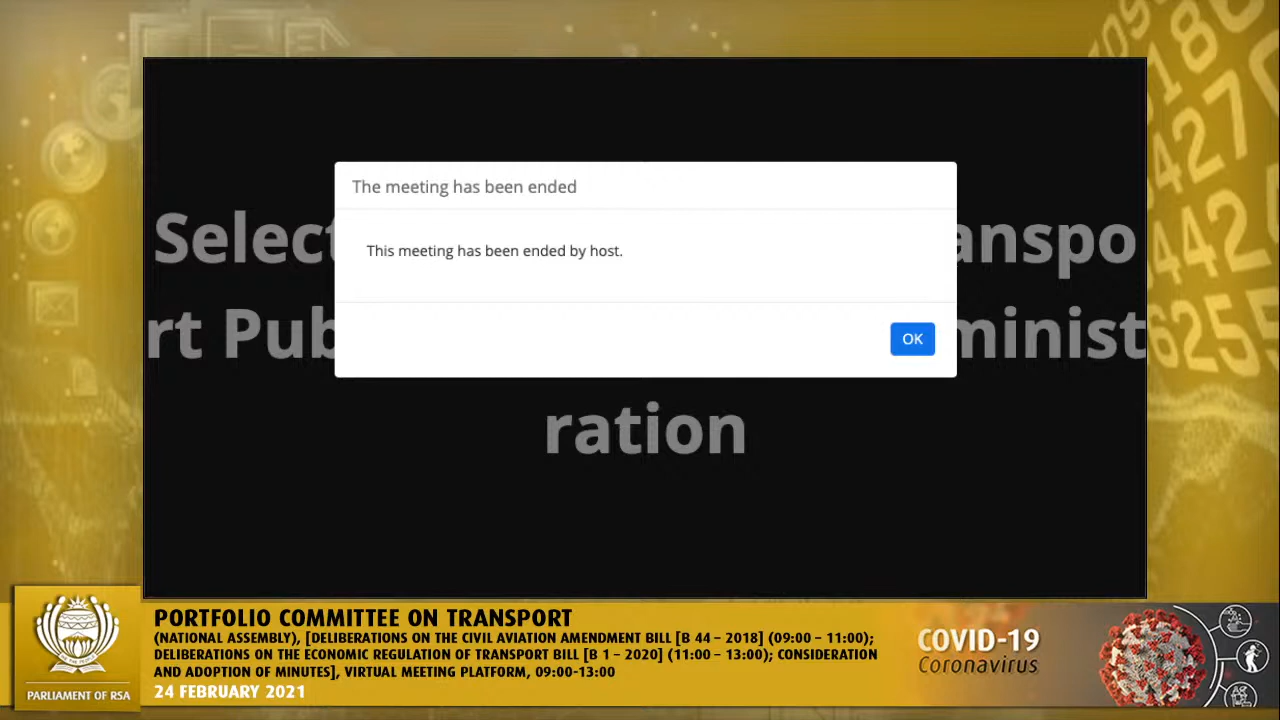 The meeting has been ended
This meeting has been ended by host.
OK
Select
anspo
rt Pub
minist
ration
PORTFOLIO COMMITTEE ON TRANSPORT
(NATIONAL ASSEMBLY), [DELIBERATIONS ON THE CIVIL AVIATION AMENDMENT BILL [B 44 – 2018] (09:00 – 11:00);
DELIBERATIONS ON THE ECONOMIC REGULATION OF TRANSPORT BILL [B 1 – 2020] (11:00 – 13:00); CONSIDERATION
AND ADOPTION OF MINUTES], VIRTUAL MEETING PLATFORM, 09:00-13:00
24 FEBRUARY 2021
PARLIAMENT OF RSA
COVID-19
Coronavirus